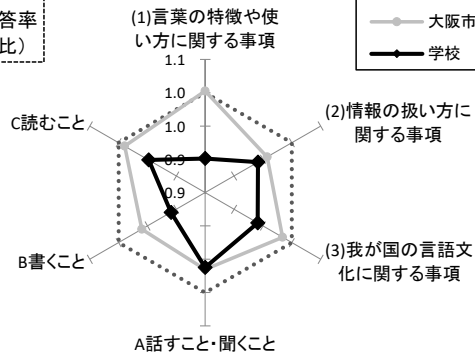 答率
比）
(1)言葉の特徴や使
い方に関する事項
大阪市
学校
1.1
1.0
1.0
0.9
0.9
(2)情報の扱い方に
関する事項
(3)我が国の言語文
化に関する事項
A話すこと・聞くこと
B書くこと
C読むこと